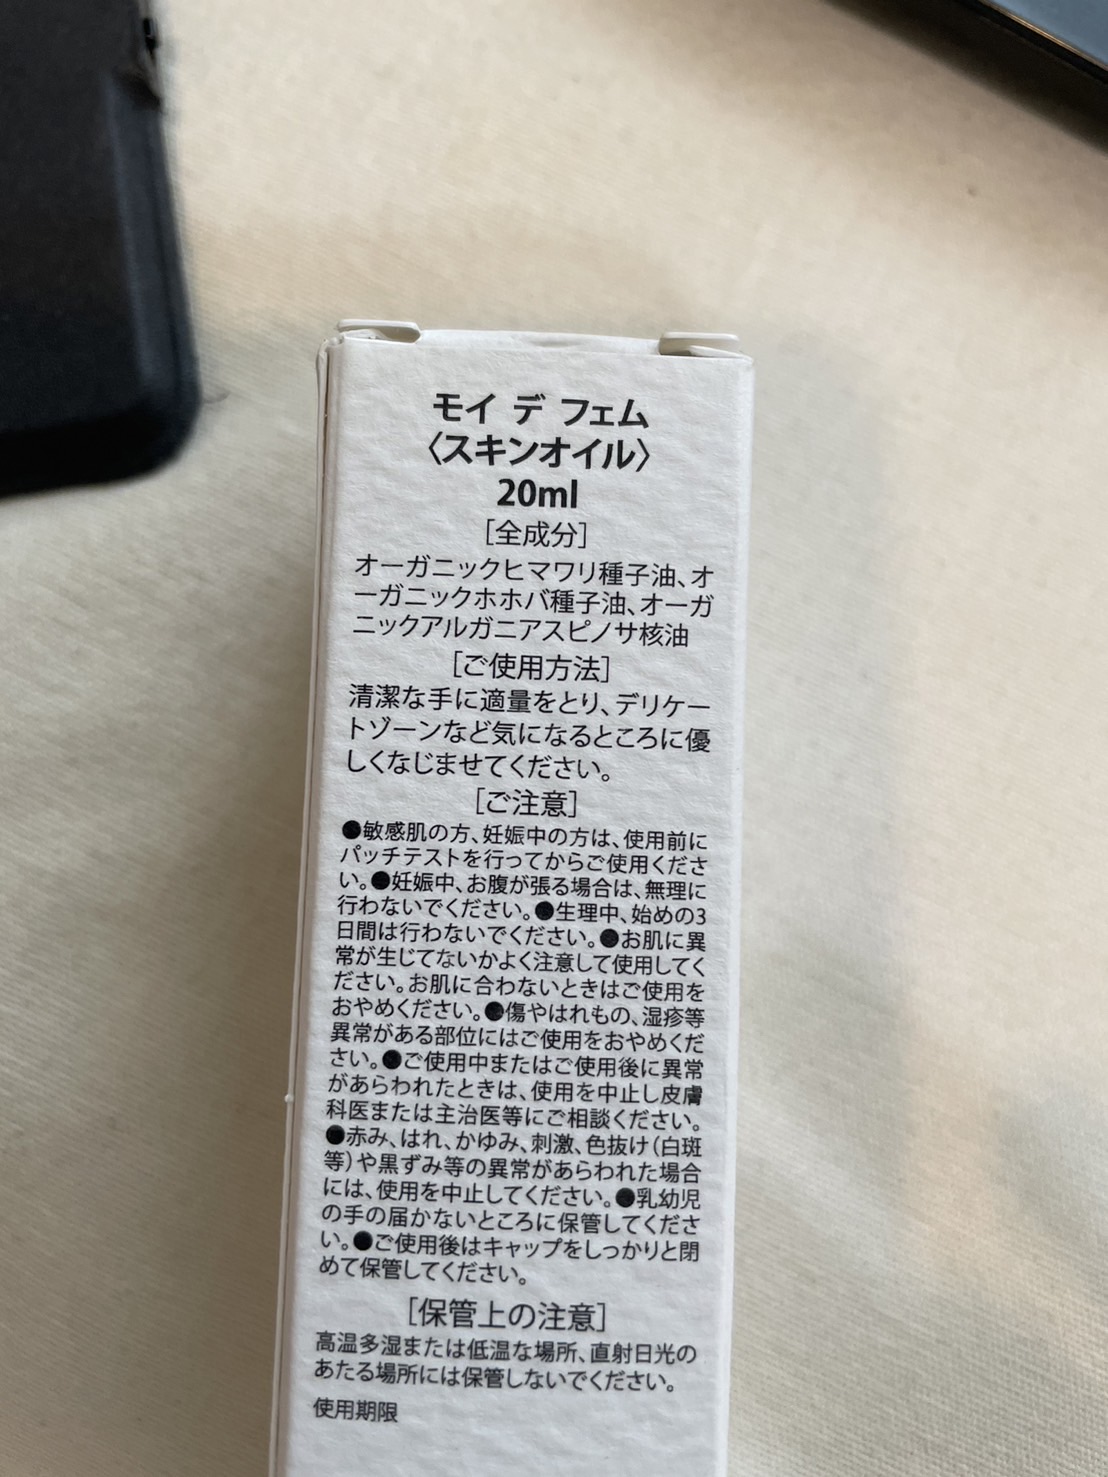 モイ デ フェム
〈スキンオイル〉
20ml
［全成分］
オーガニックヒマワリ種子油、オ
ーガニックホホバ種子油、オーガ
ニックアルガニアスピノサ核油
［ご使用方法］
清潔な手に適量をとり、デリケー
トゾーンなど気になるところに優
しくなじませてください。
［ご注意］
●敏感肌の方、妊娠中の方は、使用前に
パッチテストを行ってからご使用くださ
い。●妊娠中、お腹が張る場合は、無理に
行わないでください。●生理中、始めの3
日間は行わないでください。●お肌に異
常が生じてないかよく注意して使用してく
ださい。お肌に合わないときはご使用を
おやめください。●傷やはれもの、湿疹等
異常がある部位にはご使用をおやめくだ
さい。●ご使用中またはご使用後に異常
があらわれたときは、使用を中止し皮膚
科医または主治医等にご相談ください。
●赤み、はれ、かゆみ、刺激、色抜け（白斑
等）や黒ずみ等の異常があらわれた場合
には、使用を中止してください。●乳幼児
の手の届かないところに保管してくださ
い。●ご使用後はキャップをしっかりと閉
めて保管してください。
［保管上の注意］
高温多湿または低温な場所、直射日光の
あたる場所には保管しないでください。
使用期限